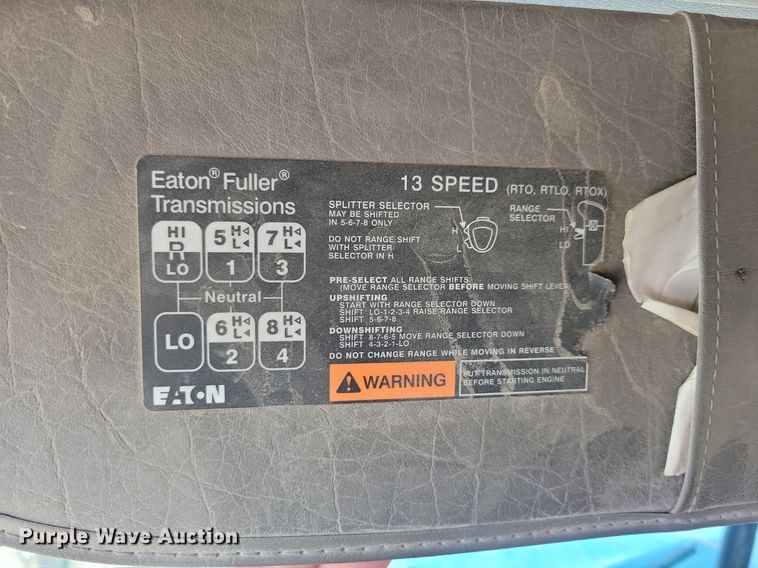 Eaton® Fuller®
Transmissions
13 SPEED (RTO, RTLO, RTOX)
HI
R
LO
5 H
L
1
7 H
L
3
Neutral
LO
6 H
L
2
8 H
L
4
EATON
SPLITTER SELECTOR
MAY BE SHIFTED
IN 5-6-7-8 ONLY
H
L
DO NOT RANGE SHIFT
WITH SPLITTER
SELECTOR IN H
RANGE
SELECTOR
HI
LO
PRE-SELECT ALL RANGE SHIFTS
(MOVE RANGE SELECTOR BEFORE MOVING SHIFT LEVER)
UPSHIFTING
START WITH RANGE SELECTOR DOWN
SHIFT LO-1-2-3-4 RAISE RANGE SELECTOR
SHIFT 5-6-7-8
DOWNSHIFTING
SHIFT 8-7-6-5 MOVE RANGE SELECTOR DOWN
SHIFT 4-3-2-1-LO
DO NOT CHANGE RANGE WHILE MOVING IN REVERSE
WARNING
PUT TRANSMISSION IN NEUTRAL
BEFORE STARTING ENGINE
Purple Wave Auction